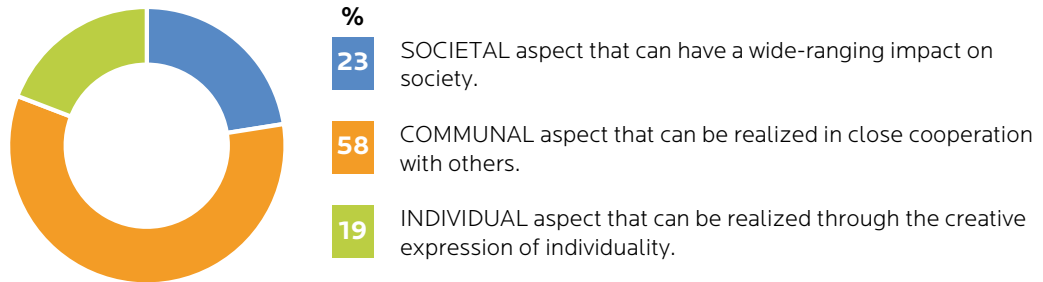 %
23 SOCIETAL aspect that can have a wide-ranging impact on
society.
58 COMMUNAL aspect that can be realized in close cooperation
with others.
19 INDIVIDUAL aspect that can be realized through the creative
expression of individuality.